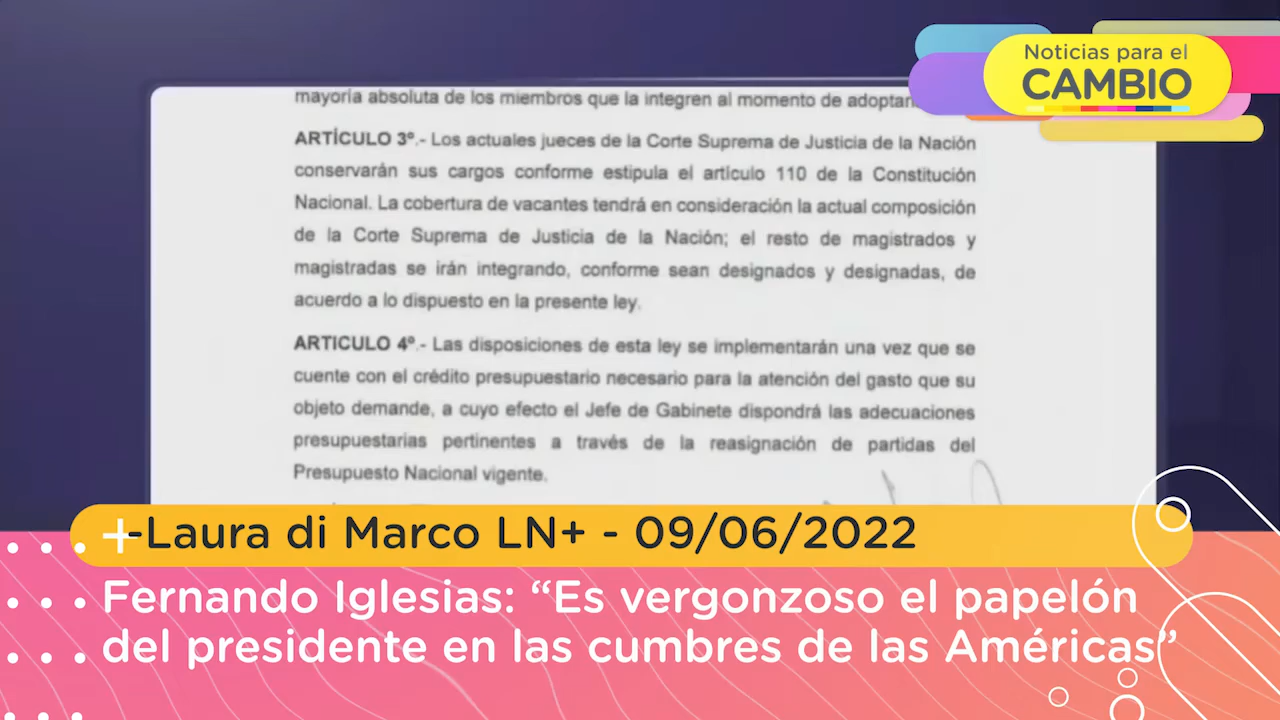 Noticias para el
CAMBIO
mayoría absoluta de los miembros que la integren al momento de
ARTÍCULO 3º.- Los actuales jueces de la Corte Suprema de Justicia de la Nación
conservarán sus cargos conforme estipula el artículo 110 de la Constitución
Nacional. La cobertura de vacantes tendrá en consideración la actual composición
de la Corte Suprema de Justicia de la Nación; el resto de magistrados y
magistradas se irán integrando, conforme sean designados y designadas, de
acuerdo a lo dispuesto en la presente ley.
ARTICULO 4º.- Las disposiciones de esta ley se implementarán una vez que se
cuente con el crédito presupuestario necesario para la atención del gasto que su
objeto demande, a cuyo efecto el Jefe de Gabinete dispondrá las adecuaciones
presupuestarias pertinentes a través de la reasignación de partidas del
Presupuesto Nacional vigente.
-Laura di Marco LN+ - 09/06/2022
Fernando Iglesias: “Es vergonzoso el papelón
del presidente en las cumbres de las Américas”